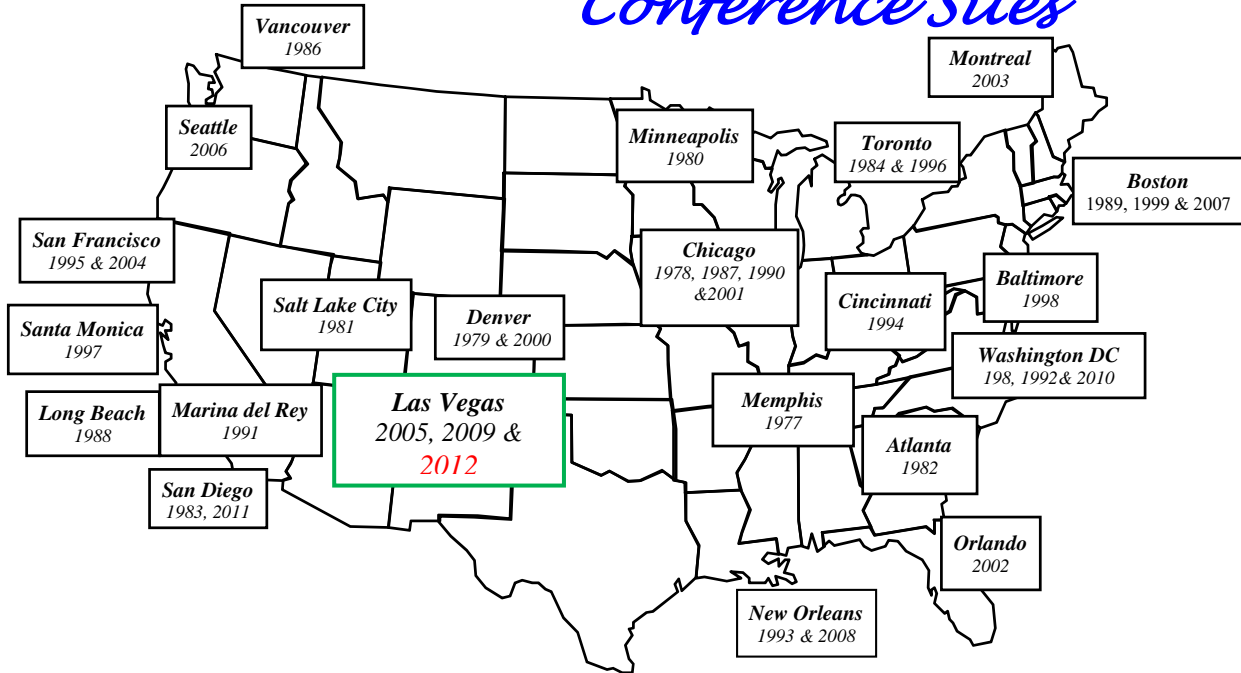 Conference Sites
Vancouver
1986
Montreal
2003
Seattle
2006
Minneapolis
1980
Toronto
1984 & 1996
Boston
1989, 1999 & 2007
San Francisco
1995 & 2004
Chicago
1978, 1987, 1990
&2001
Baltimore
1998
Salt Lake City
1981
Cincinnati
1994
Denver
1979 & 2000
Santa Monica
1997
Washington DC
198, 1992& 2010
Long Beach
1988
Marina del Rey
1991
Las Vegas
2005, 2009 &
2012
Memphis
1977
Atlanta
1982
San Diego
1983, 2011
Orlando
2002
New Orleans
1993 & 2008